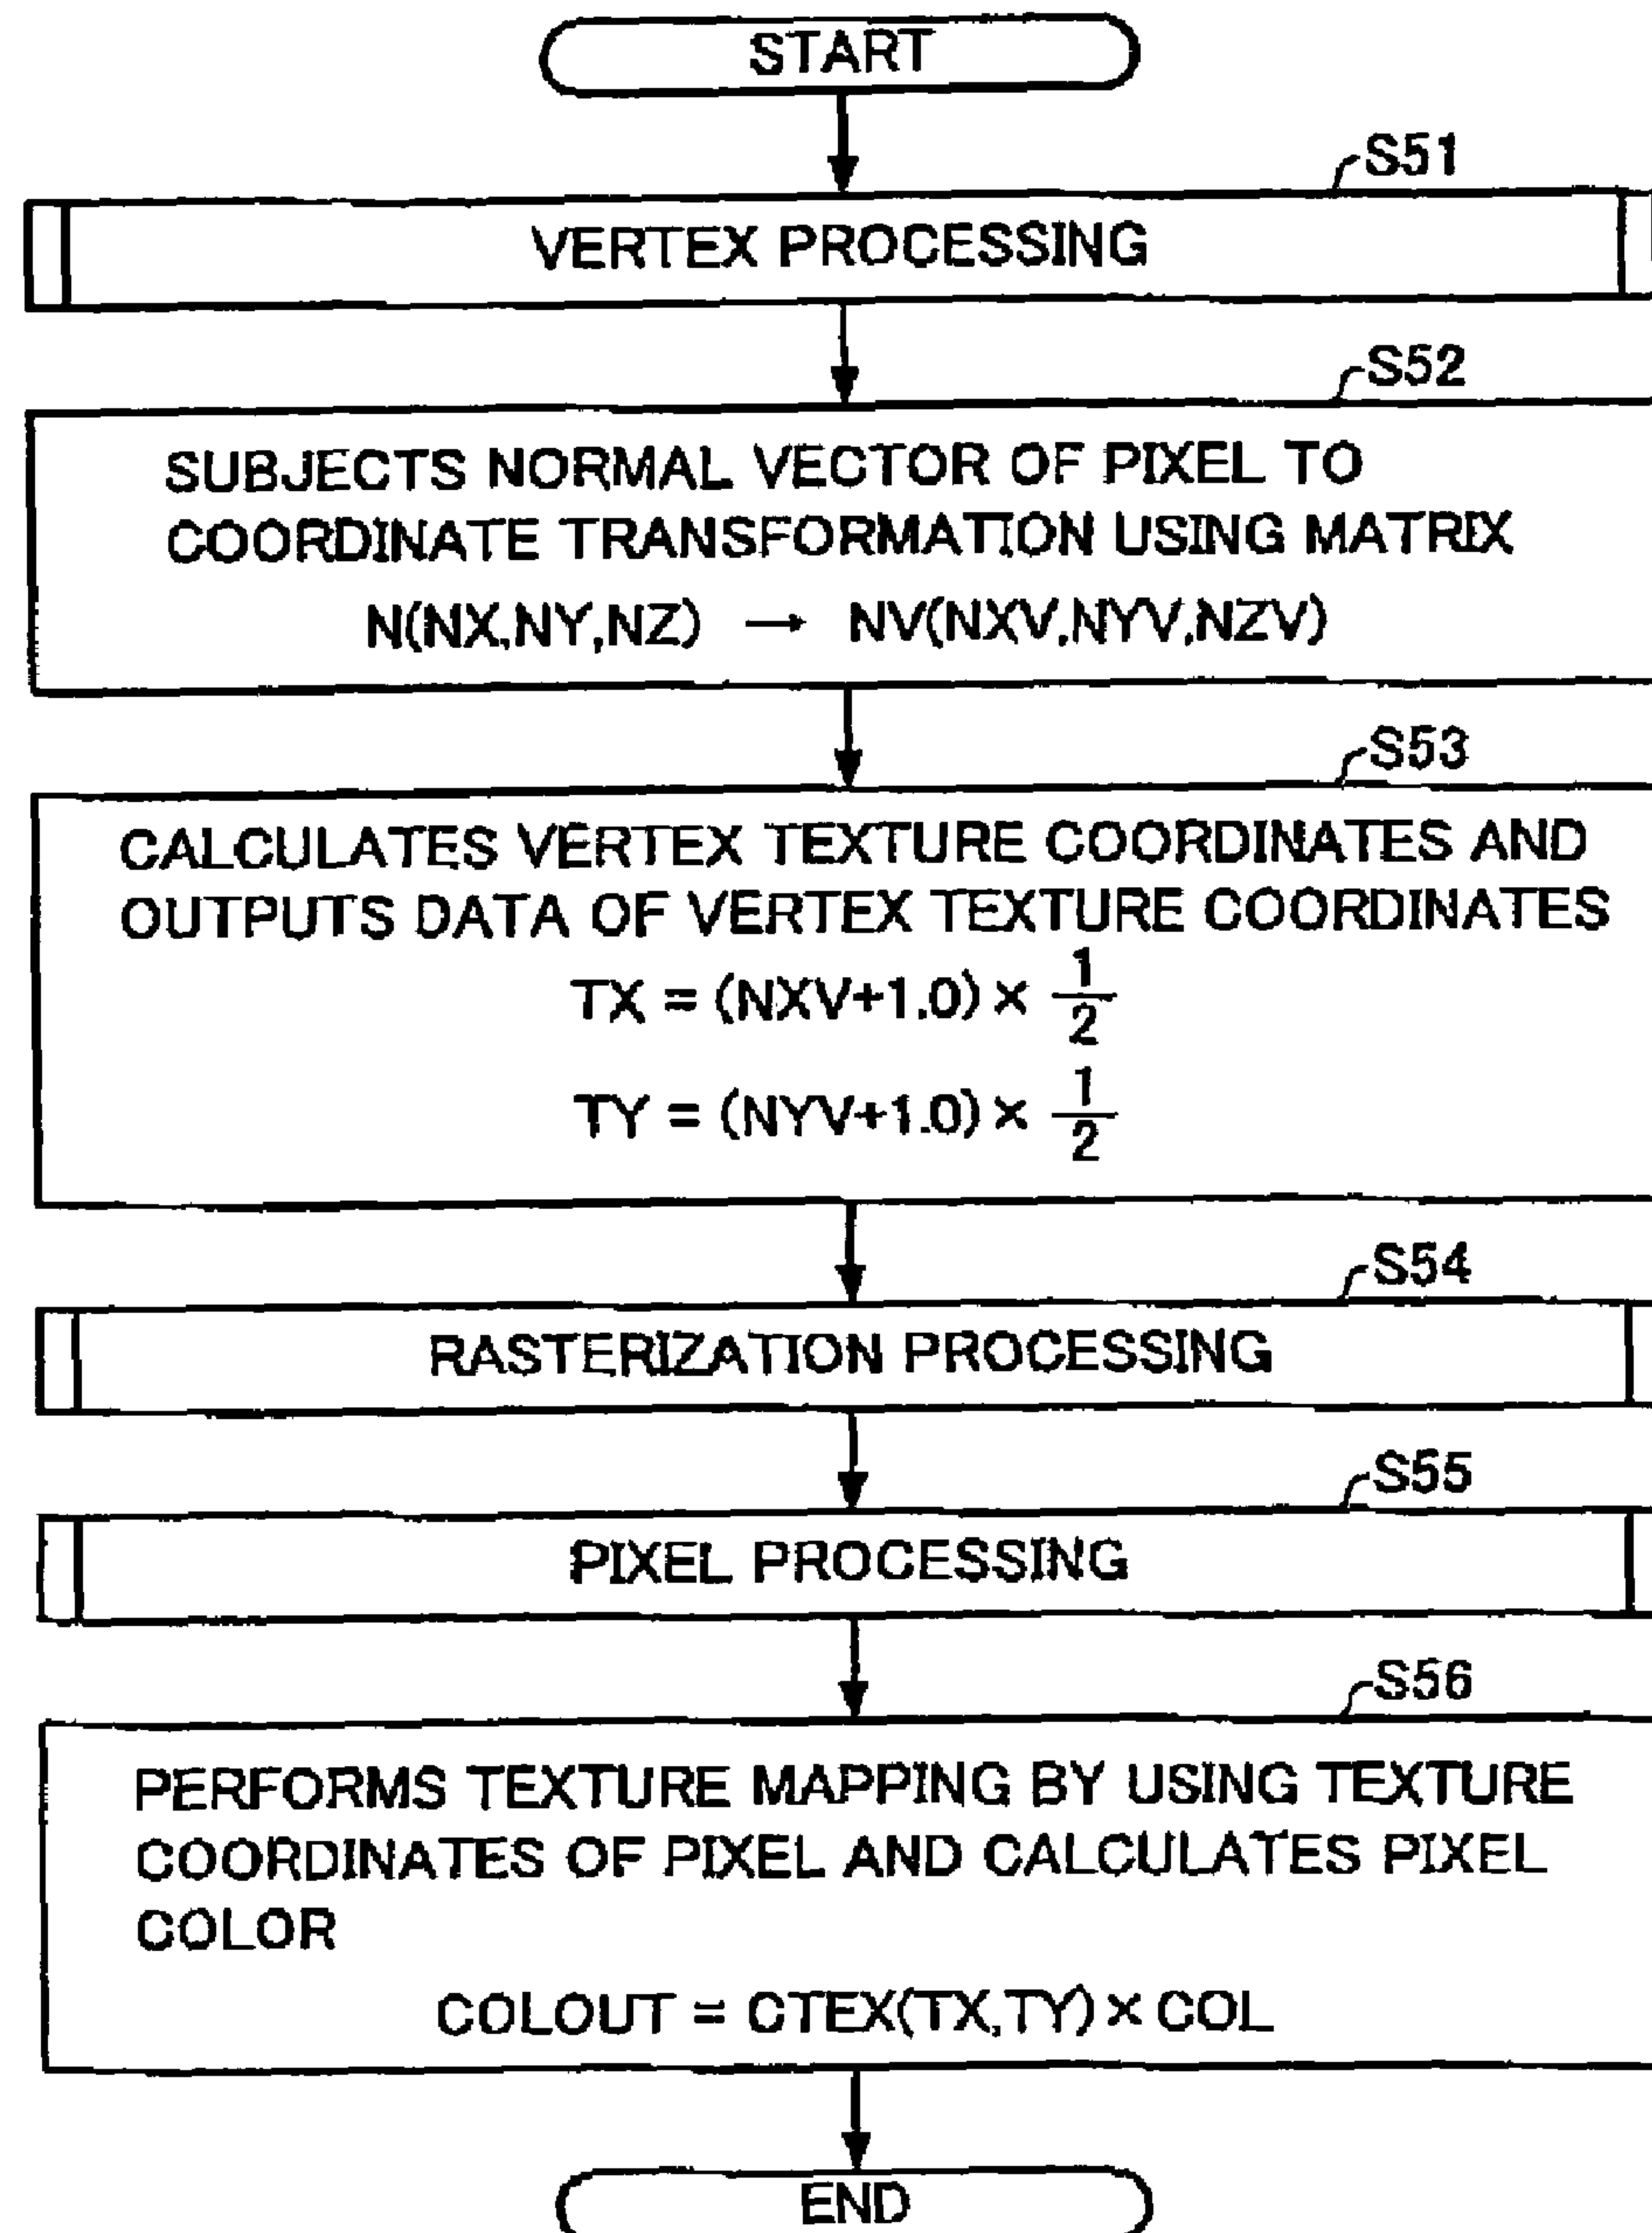 START
S51
VERTEX PROCESSING
S52
SUBJECTS NORMAL VECTOR OF PIXEL TO
COORDINATE TRANSFORMATION USING MATRIX
N(NX,NY,NZ) → NV(NXV,NYV,NZV)
S53
CALCULATES VERTEX TEXTURE COORDINATES AND
OUTPUTS DATA OF VERTEX TEXTURE COORDINATES
TX = (NXV+1.0) × 1/2
TY = (NYV+1.0) × 1/2
S54
RASTERIZATION PROCESSING
S55
PIXEL PROCESSING
S56
PERFORMS TEXTURE MAPPING BY USING TEXTURE
COORDINATES OF PIXEL AND CALCULATES PIXEL
COLOR
COLOUT = CTEX(TX,TY) × COL
END